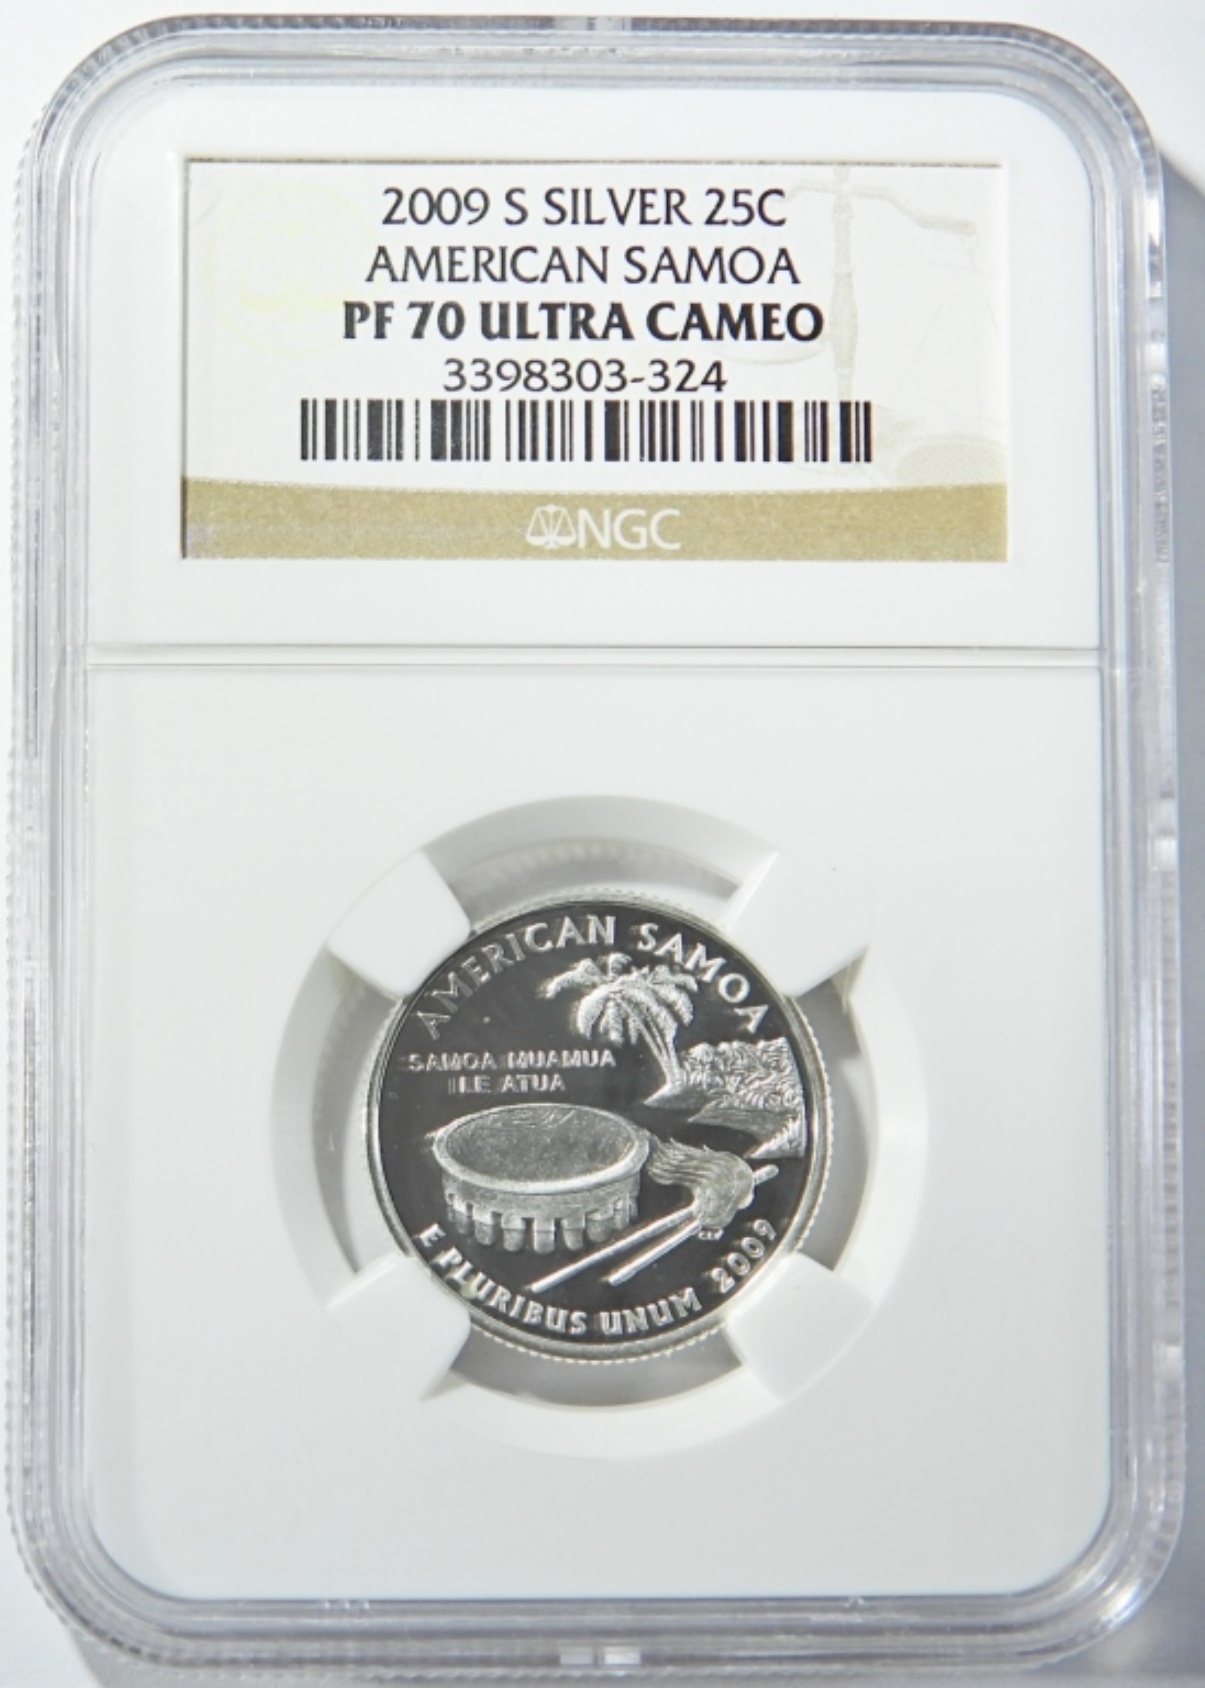 2009 S SILVER 25C
AMERICAN SAMOA
PF 70 ULTRA CAMEO
3398303-324
NGC
AMERICAN SAMOA
SAMOA MUAMUA
LE ATUA
E PLURIBUS UNUM 2009